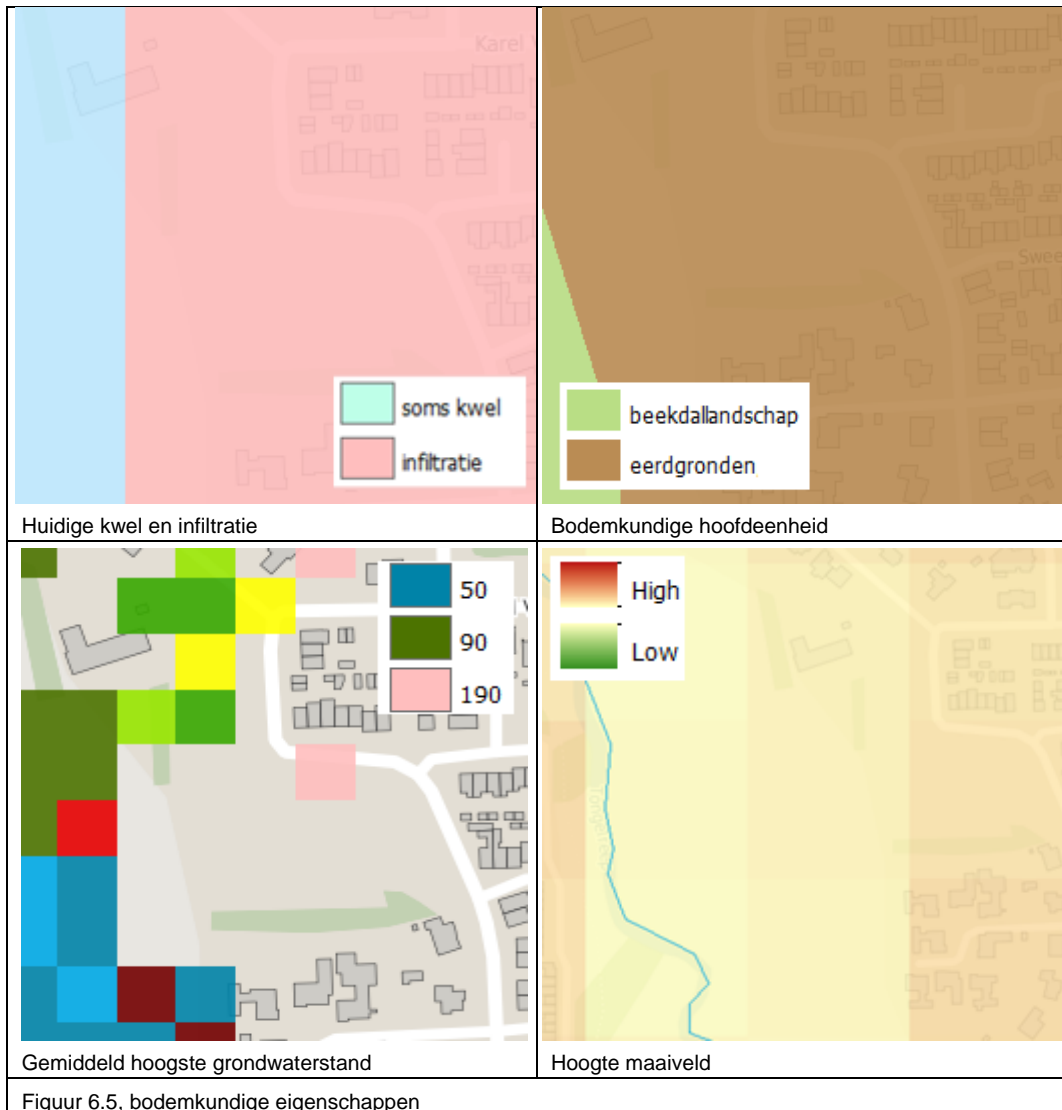 Karel
soms kwel
infiltratie
Huidige kwel en infiltratie
Swee
beekdallandschap
eerdgronden
Bodemkundige hoofdeenheid
50
90
190
Gemiddeld hoogste grondwaterstand
High
Low
Hoogte maaiveld
Figuur 6.5, bodemkundige eigenschappen